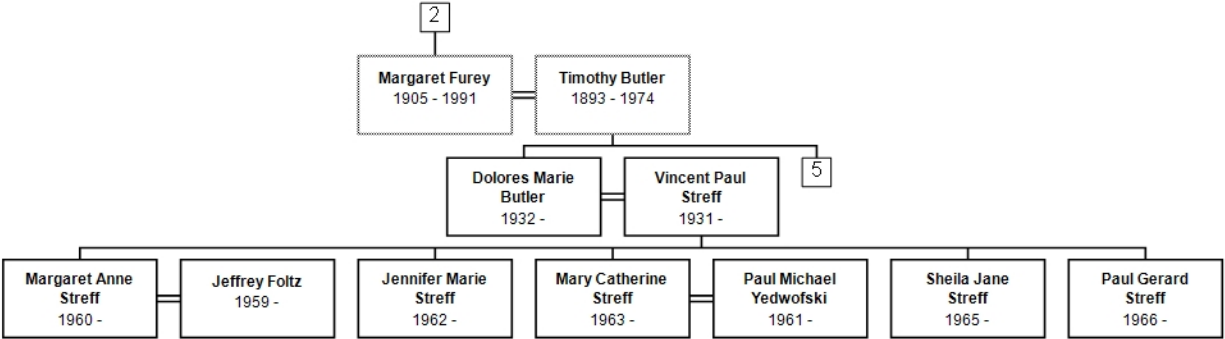 2
Margaret Furey
1905 - 1991
Timothy Butler
1893 - 1974
Dolores Marie
Butler
1932 -
Vincent Paul
Streff
1931 -
5
Margaret Anne
Streff
1960 -
Jeffrey Foltz
1959 -
Jennifer Marie
Streff
1962 -
Mary Catherine
Streff
1963 -
Paul Michael
Yedwofski
1961 -
Sheila Jane
Streff
1965 -
Paul Gerard
Streff
1966 -